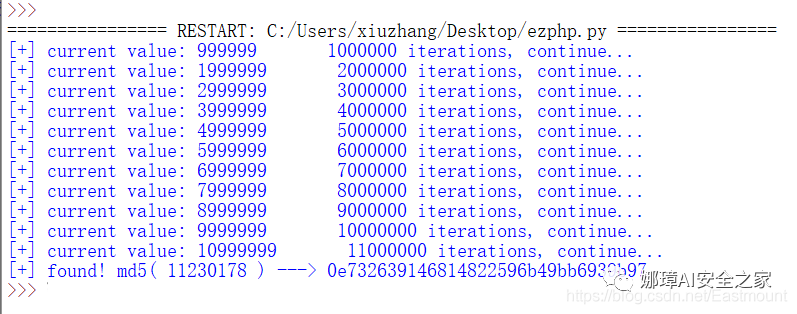 >>>
================ RESTART: C:/Users/xiuzhang/Desktop/ezphp.py ================
[+] current value: 999999 1000000 iterations, continue...
[+] current value: 1999999 2000000 iterations, continue...
[+] current value: 2999999 3000000 iterations, continue...
[+] current value: 3999999 4000000 iterations, continue...
[+] current value: 4999999 5000000 iterations, continue...
[+] current value: 5999999 6000000 iterations, continue...
[+] current value: 6999999 7000000 iterations, continue...
[+] current value: 7999999 8000000 iterations, continue...
[+] current value: 8999999 9000000 iterations, continue...
[+] current value: 9999999 10000000 iterations, continue...
[+] current value: 10999999 11000000 iterations, continue...
[+] found! md5( 11230178 ) ---> 
>>>
娜璋AI安全之家
https://blog.csdn.net/Eastmount